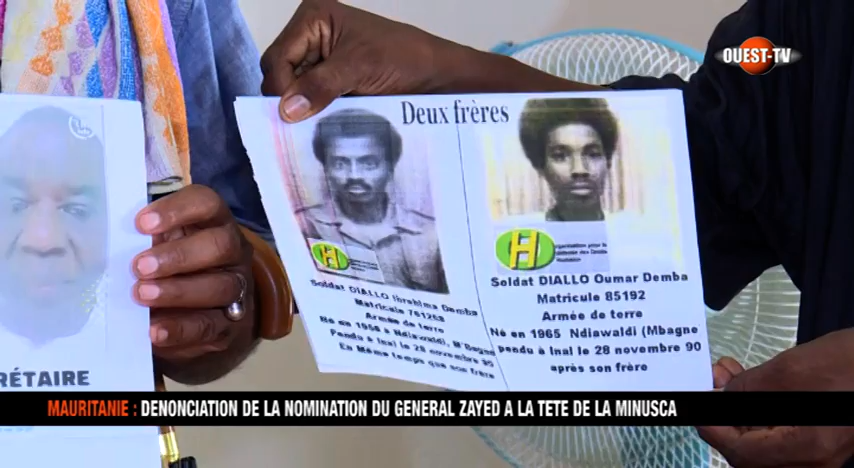 OUEST-TV
Deux frères
H
Soldat DIALLO Ibrahima Demba
Matricule 781258
Armée de terre
Né en 1958 à Ndiawaldi, M'Bagne
Pendu à Inal le 28 novembre 90
En Même temps que son frère
H
Soldat DIALLO Oumar Demba
Matricule 85192
Armée de terre
Né en 1965 Ndiawaldi (Mbagne
pendu à Inal le 28 novembre 90
après son frère
RÉTAIRE
MAURITANIE : DENONCIATION DE LA NOMINATION DU GENERAL ZAYED A LA TETE DE LA MINUSCA